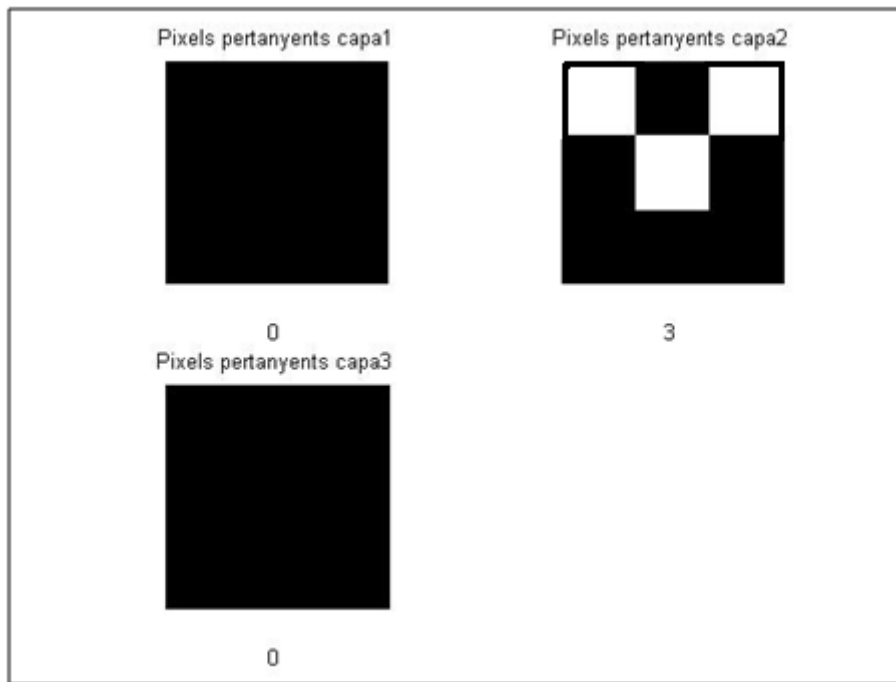 Pixels pertanyents capa1
Pixels pertanyents capa2
0
3
Pixels pertanyents capa3
0